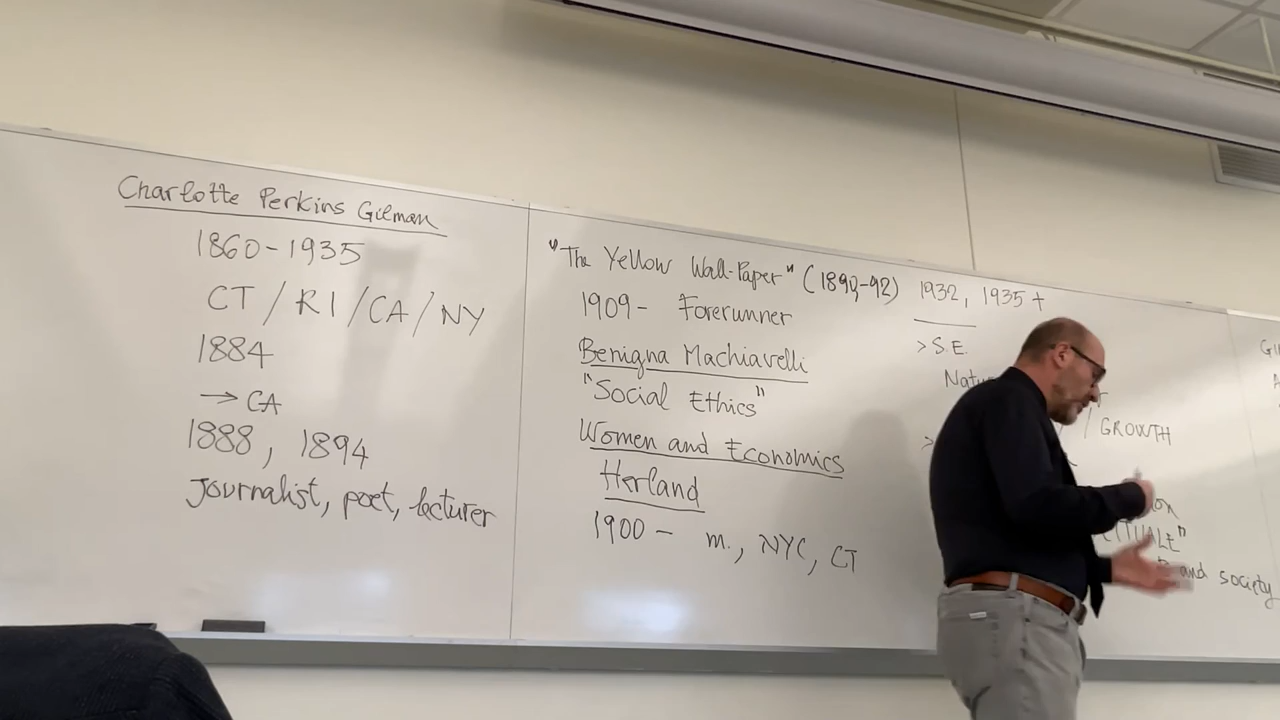 Charlotte Perkins Gilman
1860-1935
CT / RI / CA / NY
1884
→ CA
1888, 1894
Journalist, poet, lecturer
"The Yellow Wall-Paper" (1890-92) 1932, 1935 +
1909- Forerunner
Benigna Machiavelli
"Social Ethics"
Women and Economics
Herland
1900- m., NYC, CT
> S.E.
/ GROWTH
and society